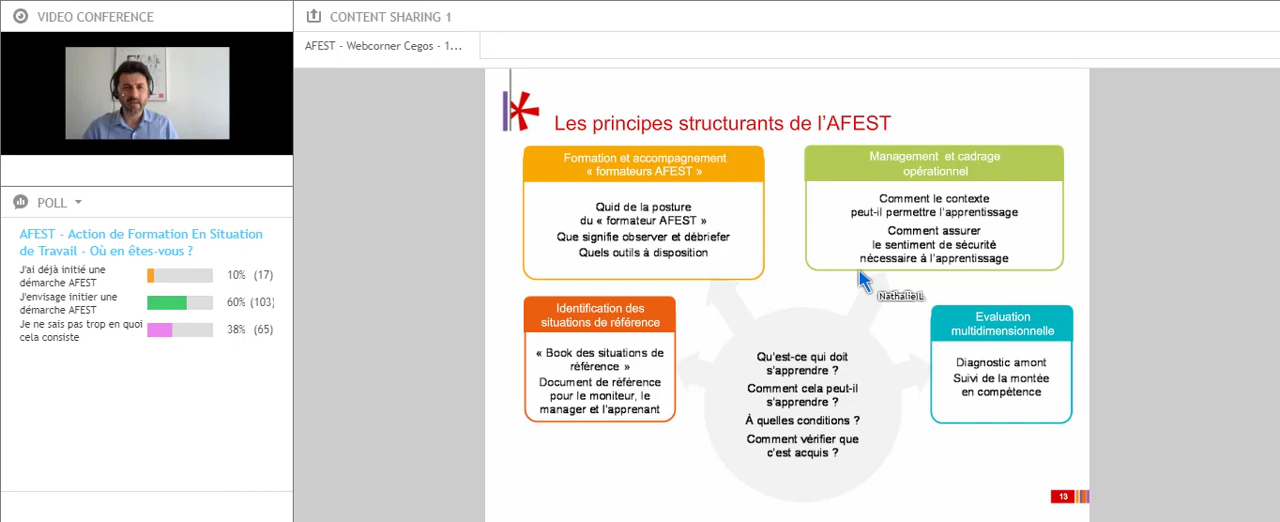 VIDEO CONFERENCE
CONTENT SHARING 1
AFEST - Webcorner Cegos - 1...
POLL
AFEST - Action de Formation En Situation
de Travail - Où en êtes-vous ?
J'ai déjà initié une
démarche AFEST
10% (17)
J'envisage initier une
démarche AFEST
60% (103)
Je ne sais pas trop en quoi
cela consiste
38% (65)
Les principes structurants de l'AFEST
Formation et accompagnement
« formateurs AFEST »
Quid de la posture
du « formateur AFEST »
Que signifie observer et débriefer
Quels outils à disposition
Management et cadrage
opérationnel
Comment le contexte
peut-il permettre l'apprentissage
Comment assurer
le sentiment de sécurité
nécessaire à l'apprentissage
Nathalie L
Identification des
situations de référence
« Book des situations de
référence »
Document de référence
pour le moniteur, le
manager et l'apprenant
Qu'est-ce qui doit
s'apprendre ?
Comment cela peut-il
s'apprendre ?
À quelles conditions ?
Comment vérifier que
c'est acquis ?
Evaluation
multidimensionnelle
Diagnostic amont
Suivi de la montée
en compétence
13